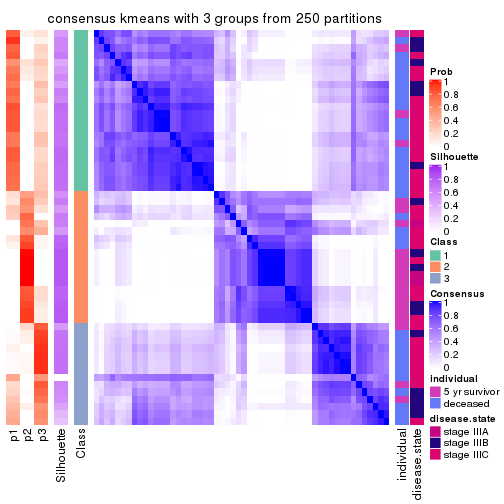 consensus kmeans with 3 groups from 250 partitions
Prob
0.8
0.6
0.4
0.2
0
Silhouette
1
0.8
0.6
0.4
0.2
0
Class
1
2
3
Consensus
1
0.8
0.6
0.4
0.2
0
individual
5 yr survivor
deceased
disease.state
stage IIIA
stage IIIB
stage IIIC
p1
p2
p3
Silhouette
Class
individual
disease.state